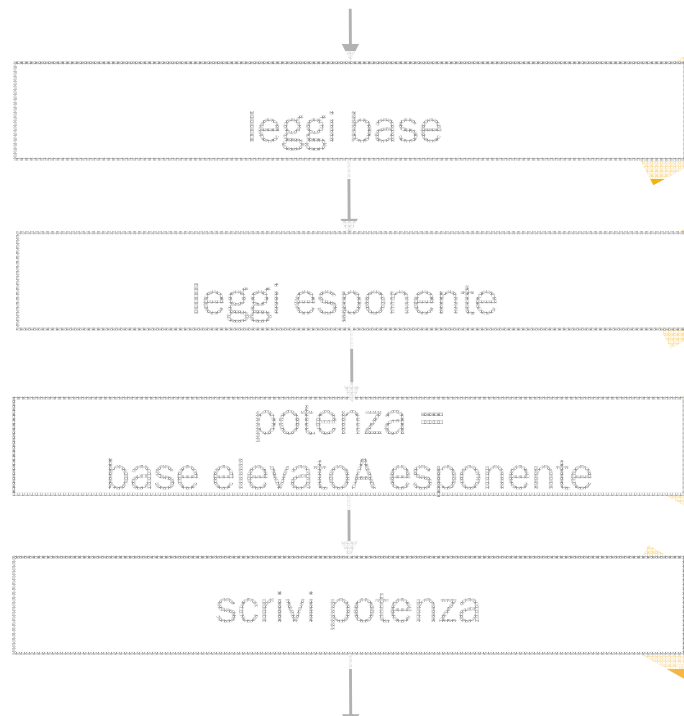 leggi base
leggi esponente
potenza =
base elevatoA esponente
scrivi potenza